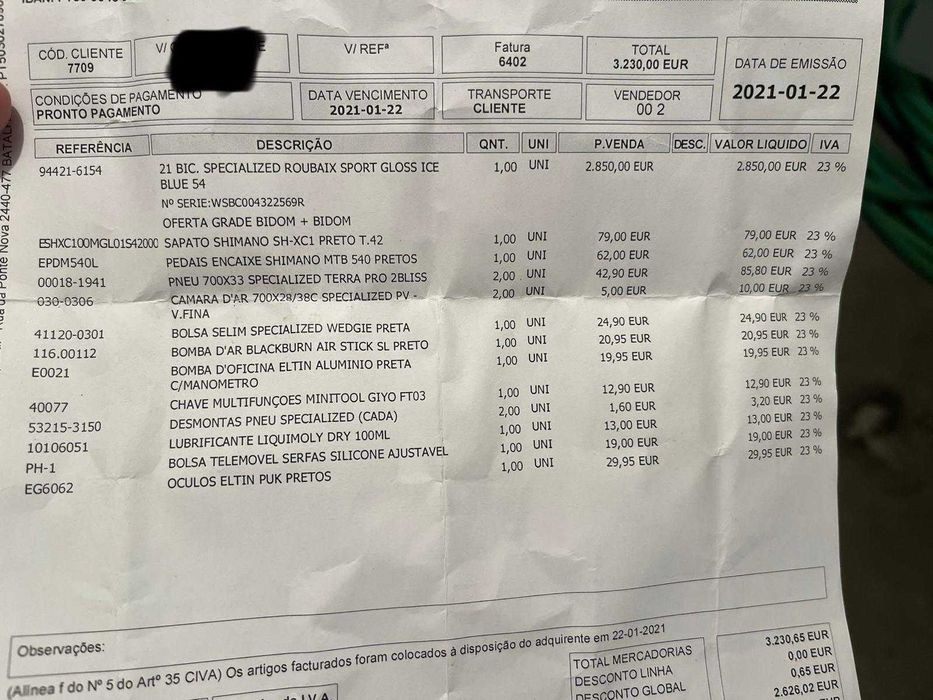 CÓD. CLIENTE
7709
V/
V/ REFª
Fatura
6402
TOTAL
3.230,00 EUR
DATA DE EMISSÃO
2021-01-22
CONDIÇÕES DE PAGAMENTO
PRONTO PAGAMENTO
DATA VENCIMENTO
2021-01-22
TRANSPORTE
CLIENTE
VENDEDOR
00 2
REFERÊNCIA DESCRIÇÃO QNT. UNI P.VENDA DESC. VALOR LIQUIDO IVA
94421-6154 21 BIC. SPECIALIZED ROUBAIX SPORT GLOSS ICE 1,00 UNI 2.850,00 EUR 2.850,00 EUR 23 %
BLUE 54
Nº SERIE:WSBC004322569R
OFERTA GRADE BIDOM + BIDOM
ESHXC100MGL01S42000 SAPATO SHIMANO SH-XC1 PRETO T.42 1,00 UNI 79,00 EUR 79,00 EUR 23 %
EPDM540L PEDAIS ENCAIXE SHIMANO MTB 540 PRETOS 1,00 UNI 62,00 EUR 62,00 EUR 23 %
00018-1941 PNEU 700X33 SPECIALIZED TERRA PRO 2BLISS 2,00 UNI 42,90 EUR 85,80 EUR 23 %
030-0306 CAMARA D'AR 700X28/38C SPECIALIZED PV - 2,00 UNI 5,00 EUR 10,00 EUR 23 %
V.FINA
41120-0301 BOLSA SELIM SPECIALIZED WEDGIE PRETA 1,00 UNI 24,90 EUR 24,90 EUR 23 %
116.00112 BOMBA D'AR BLACKBURN AIR STICK SL PRETO 1,00 UNI 20,95 EUR 20,95 EUR 23 %
E0021 BOMBA D'OFICINA ELTIN ALUMINIO PRETA 1,00 UNI 19,95 EUR 19,95 EUR 23 %
C/MANOMETRO
40077 CHAVE MULTIFUNÇOES MINITOOL GIYO FT03 1,00 UNI 12,90 EUR 12,90 EUR 23 %
53215-3150 DESMONTAS PNEU SPECIALIZED (CADA) 2,00 UNI 1,60 EUR 3,20 EUR 23 %
10106051 LUBRIFICANTE LIQUIMOLY DRY 100ML 1,00 UNI 13,00 EUR 13,00 EUR 23 %
PH-1 BOLSA TELEMOVEL SERFAS SILICONE AJUSTAVEL 1,00 UNI 19,00 EUR 19,00 EUR 23 %
EG6062 OCULOS ELTIN PUK PRETOS 1,00 UNI 29,95 EUR 29,95 EUR 23 %
Observações:
(Alinea f do Nº 5 do Artº 35 CIVA) Os artigos facturados foram colocados à disposição do adquirente em 22-01-2021
TOTAL MERCADORIAS 3.230,65 EUR
DESCONTO LINHA 0,00 EUR
DESCONTO GLOBAL 0,65 EUR
2.626,02 EUR
Rua da Ponte Nova 2440-477 BATAL